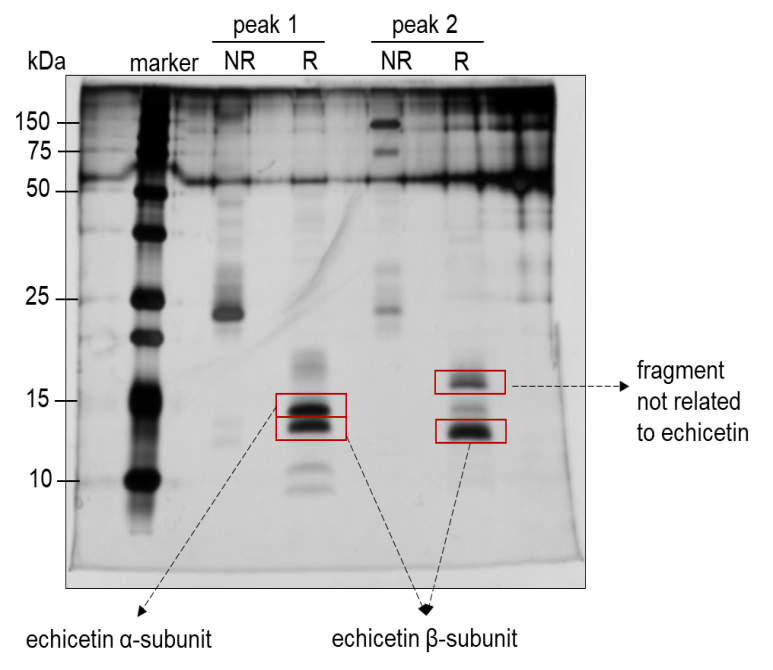 peak 1 peak 2
kDa marker NR R NR R
150
75
50
25
15
10
fragment
not related
to echicetin
echicetin α-subunit echicetin β-subunit